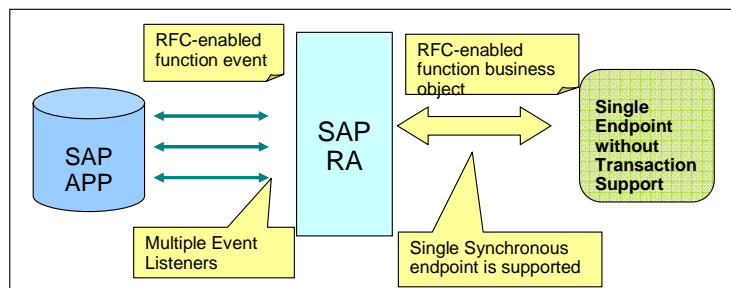 RFC-enabled
function event
RFC-enabled
function business
object
SAP
APP
SAP
RA
Single
Endpoint
without
Transaction
Support
Multiple Event
Listeners
Single Synchronous
endpoint is supported